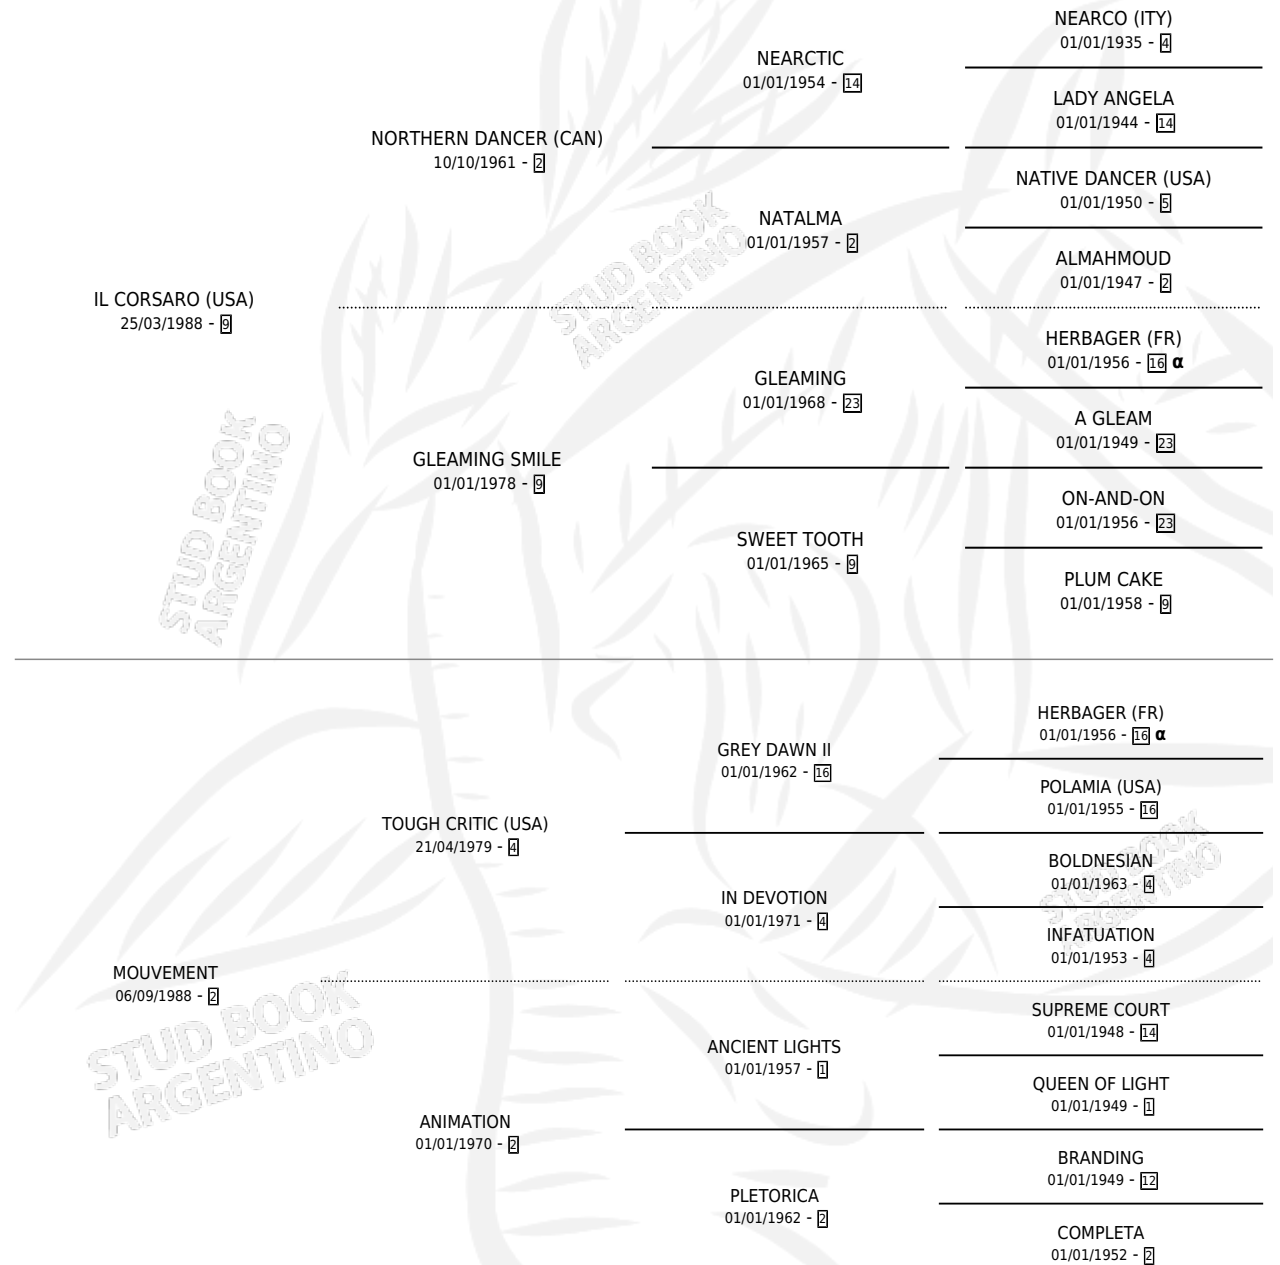 NEARCO (ITY)
01/01/1935 - 4
NEARCTIC
01/01/1954 - 14
LADY ANGELA
01/01/1944 - 14
NORTHERN DANCER (CAN)
10/10/1961 - 2
NATIVE DANCER (USA)
01/01/1950 - 5
NATALMA
01/01/1957 - 2
ALMAHMOUD
01/01/1947 - 2
IL CORSARO (USA)
25/03/1988 - 9
HERBAGER (FR)
01/01/1956 - 16 α
GLEAMING
01/01/1968 - 23
A GLEAM
01/01/1949 - 23
GLEAMING SMILE
01/01/1978 - 9
ON-AND-ON
01/01/1956 - 23
SWEET TOOTH
01/01/1965 - 9
PLUM CAKE
01/01/1958 - 9
HERBAGER (FR)
01/01/1956 - 16 α
GREY DAWN II
01/01/1962 - 16
POLAMIA (USA)
01/01/1955 - 16
TOUGH CRITIC (USA)
21/04/1979 - 4
BOLDNESIAN
01/01/1963 - 4
IN DEVOTION
01/01/1971 - 4
INFATUATION
01/01/1953 - 4
MOUVEMENT
06/09/1988 - 2
SUPREME COURT
01/01/1948 - 14
ANCIENT LIGHTS
01/01/1957 - 1
QUEEN OF LIGHT
01/01/1949 - 1
ANIMATION
01/01/1970 - 2
BRANDING
01/01/1949 - 12
PLETORICA
01/01/1962 - 2
COMPLETA
01/01/1952 - 2
STUD BOOK
ARGENTINO
STUD BOOK
ARGENTINO
STUD BOOK
ARGENTINO
STUD BOOK
ARGENTINO